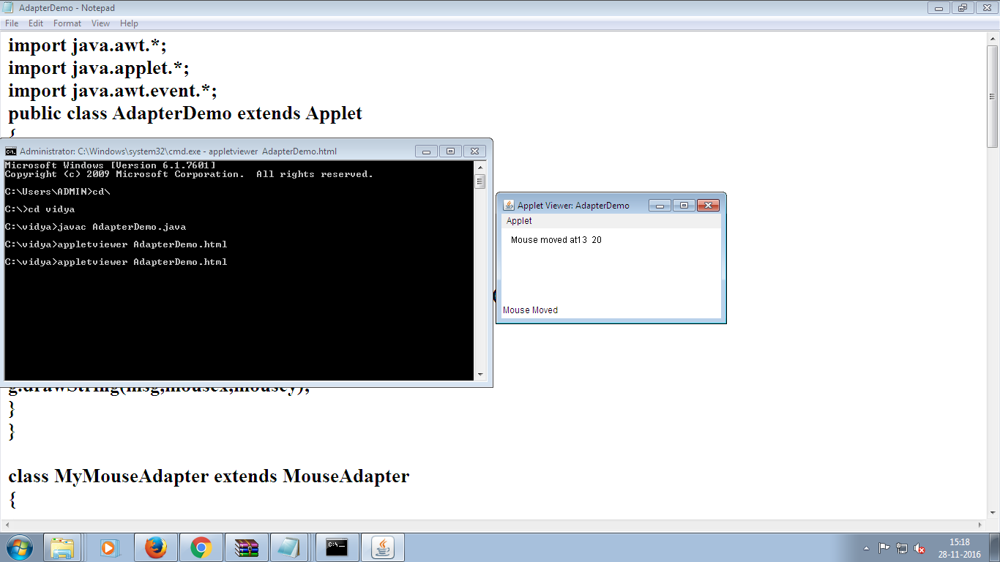 AdapterDemo - Notepad
File Edit Format View Help
import java.awt.*;
import java.applet.*;
import java.awt.event.*;
public class AdapterDemo extends Applet
{
Administrator: C:\Windows\system32\cmd.exe - appletviewer  AdapterDemo.html
Microsoft Windows [Version 6.1.7601]
Copyright (c) 2009 Microsoft Corporation.  All rights reserved.
C:\Users\ADMIN>cd\
C:\>cd vidya
C:\vidya>javac AdapterDemo.java
C:\vidya>appletviewer AdapterDemo.html
C:\vidya>appletviewer AdapterDemo.html
Applet Viewer: AdapterDemo
Applet
Mouse moved at13  20
Mouse Moved
g.drawString(msg,mousex,mousey);
}
}
class MyMouseAdapter extends MouseAdapter
{
15:18
28-11-2016